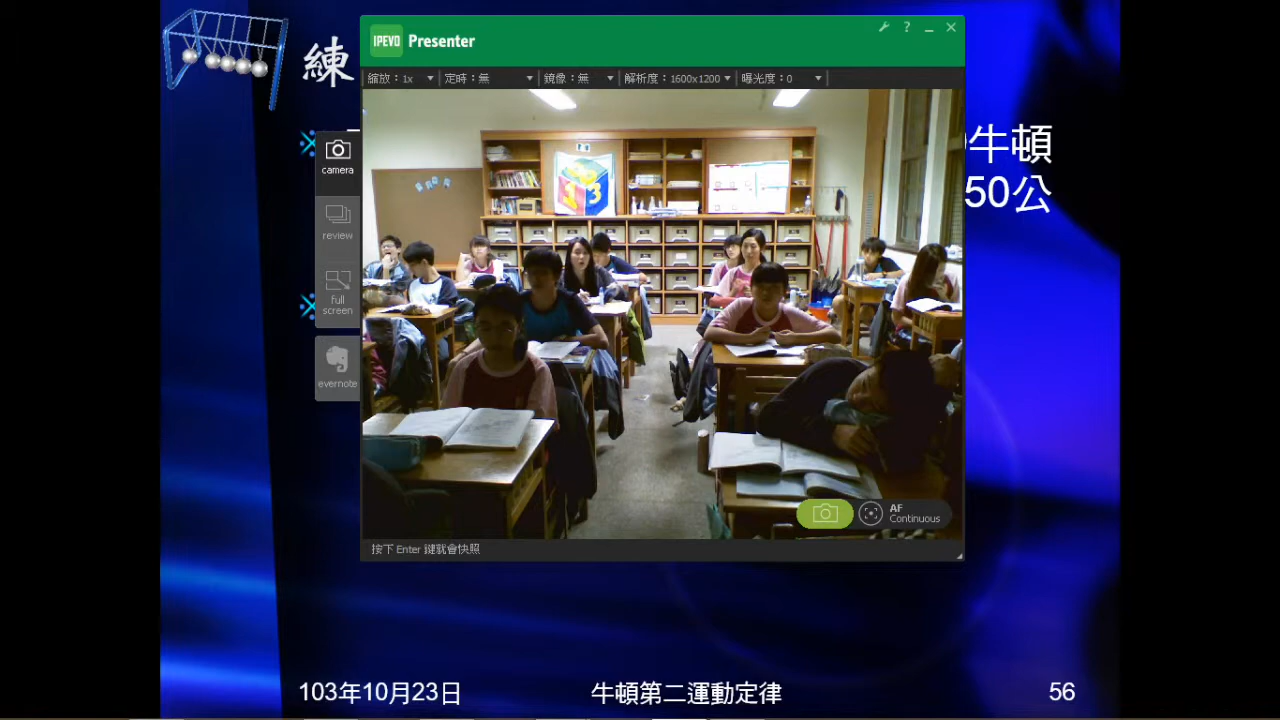 練
IPEVO Presenter
縮放：1x 定時：無 鏡像：無 解析度：1600x1200 曝光度：0
牛頓
50公
camera
review
full
screen
evernote
AF
Continuous
按下 Enter 鍵就會快照
103年10月23日 牛頓第二運動定律 56